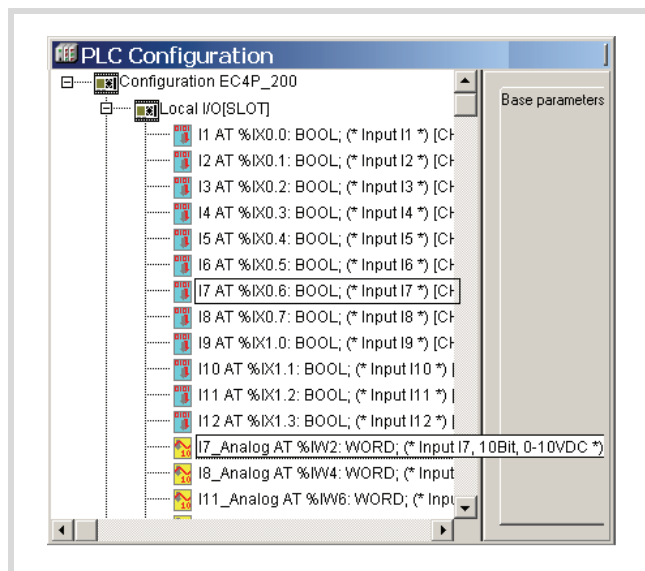 PLC Configuration
Configuration EC4P_200
Local I/O[SLOT]
Base parameters
I1 AT %IX0.0: BOOL; (* Input I1 *) [CH
I2 AT %IX0.1: BOOL; (* Input I2 *) [CH
I3 AT %IX0.2: BOOL; (* Input I3 *) [CH
I4 AT %IX0.3: BOOL; (* Input I4 *) [CH
I5 AT %IX0.4: BOOL; (* Input I5 *) [CH
I6 AT %IX0.5: BOOL; (* Input I6 *) [CH
I7 AT %IX0.6: BOOL; (* Input I7 *) [CH
I8 AT %IX0.7: BOOL; (* Input I8 *) [CH
I9 AT %IX1.0: BOOL; (* Input I9 *) [CH
I10 AT %IX1.1: BOOL; (* Input I10 *) [
I11 AT %IX1.2: BOOL; (* Input I11 *) [
I12 AT %IX1.3: BOOL; (* Input I12 *) [
I7_Analog AT %IW2: WORD; (* Input I7, 10Bit, 0-10VDC *)
I8_Analog AT %IW4: WORD; (* Input
I11_Analog AT %IW6: WORD; (* Inpu